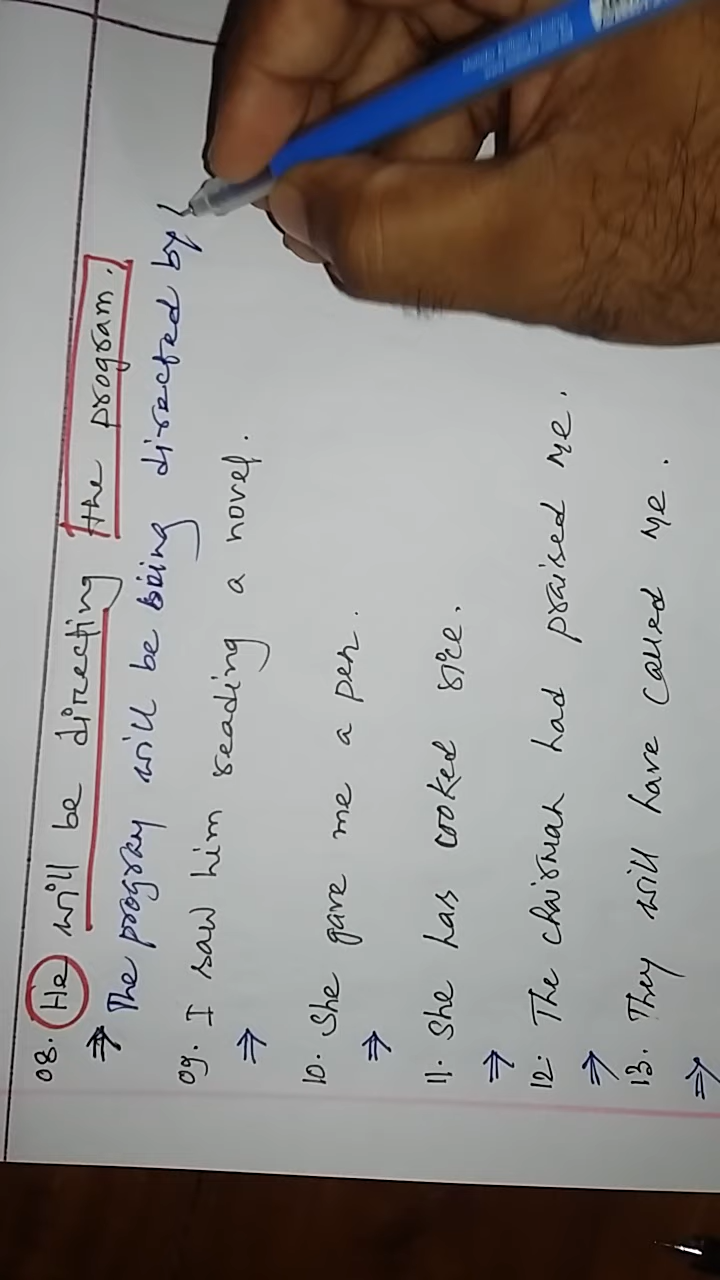 08. He will be directing the program.
⇒ The program will be being directed by
09. I saw him reading a novel.
⇒
10. She gave me a pen.
⇒
11. She has cooked rice.
⇒
12. The chairman had praised me.
⇒
13. They will have called me.
⇒